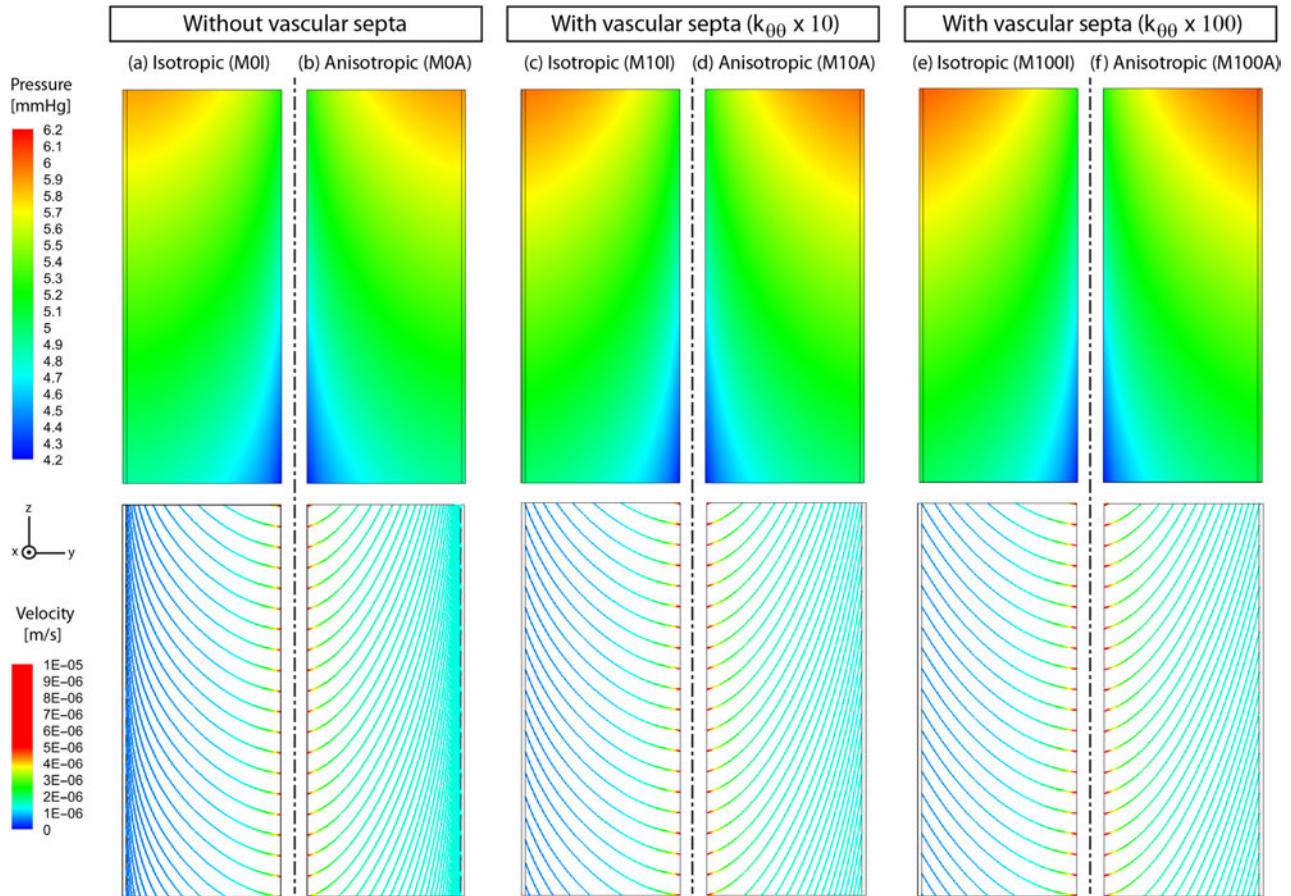 Without vascular septa
With vascular septa (kθθ x 10)
With vascular septa (kθθ x 100)
(a) Isotropic (M0I)
(b) Anisotropic (M0A)
(c) Isotropic (M10I)
(d) Anisotropic (M10A)
(e) Isotropic (M100I)
(f) Anisotropic (M100A)
Pressure
[mmHg]
6.2
6
5.9
5.8
5.7
5.6
5.5
5.4
5.3
5.2
5
4.9
4.8
4.7
4.6
4.5
4.4
4.3
4.2
z
x
y
Velocity
[m/s]
1E-05
9E-06
8E-06
7E-06
6E-06
5E-06
4E-06
3E-06
2E-06
1E-06
0